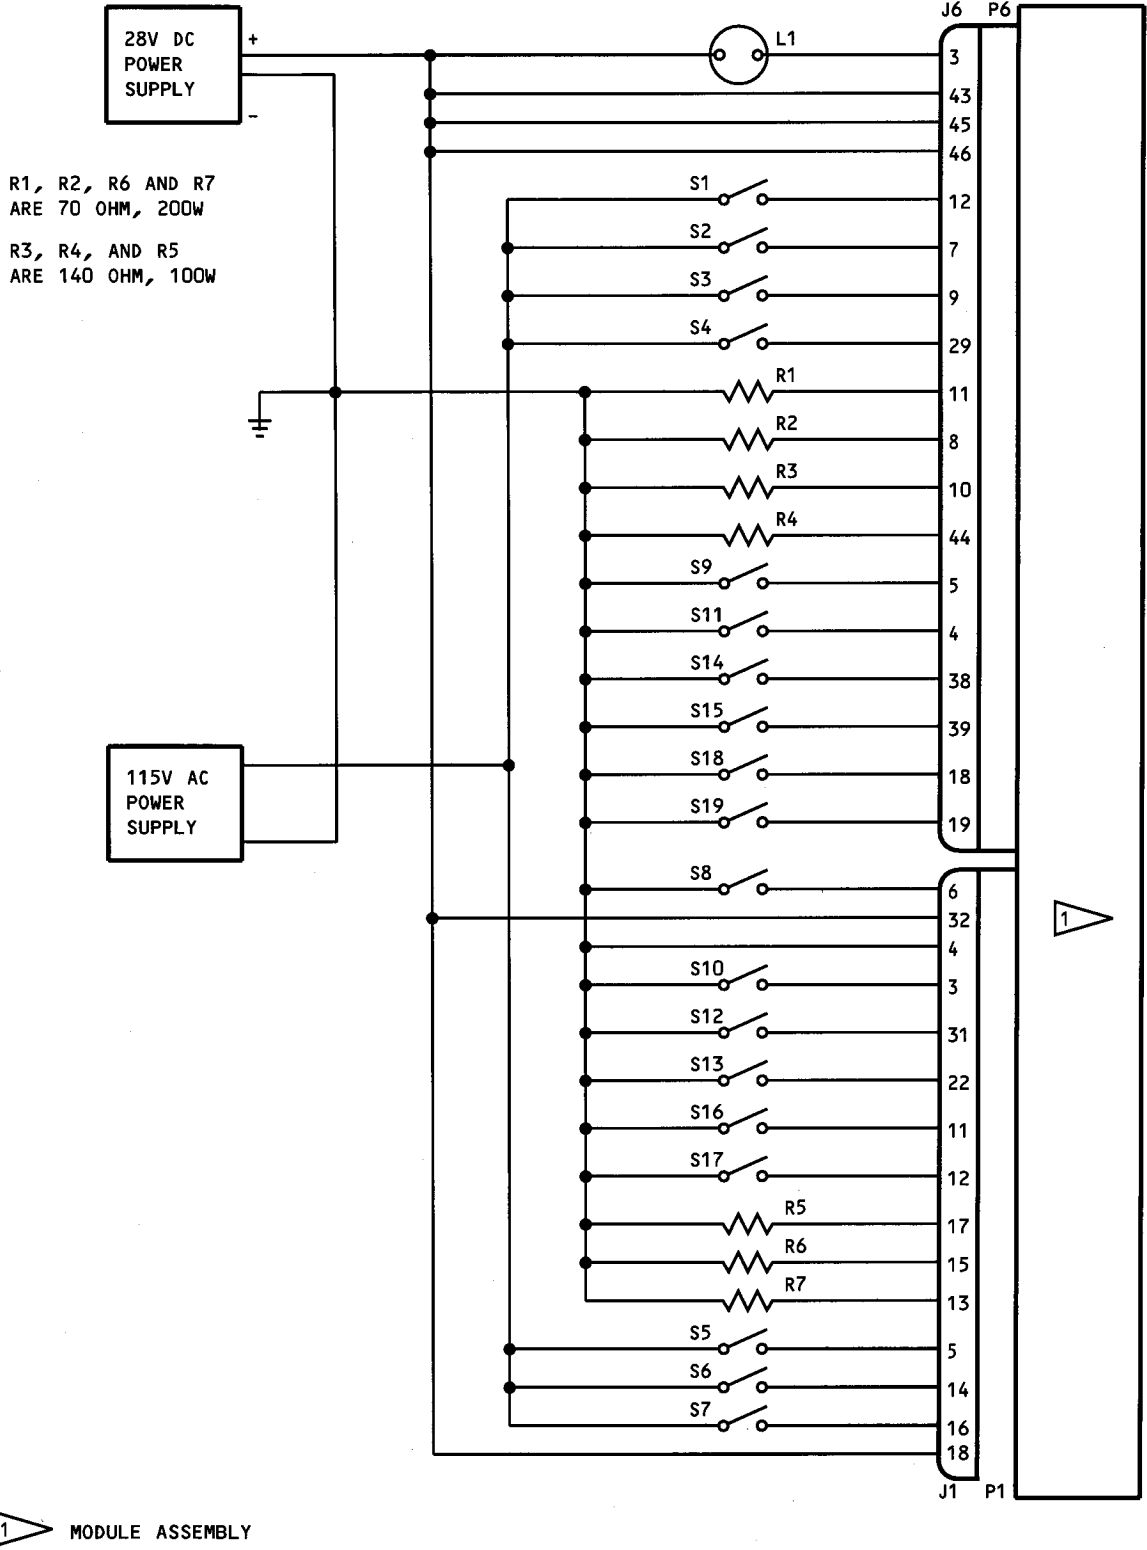 J6 P6
28V DC
POWER
SUPPLY
+
-
L1
3
43
45
46
R1, R2, R6 AND R7
ARE 70 OHM, 200W
R3, R4, AND R5
ARE 140 OHM, 100W
S1
12
S2
7
S3
9
S4
29
R1
11
R2
8
R3
10
R4
44
S9
5
S11
4
S14
38
S15
39
S18
18
S19
19
115V AC
POWER
SUPPLY
S8
6
32
1
4
S10
3
S12
31
S13
22
S16
11
S17
12
R5
17
R6
15
R7
13
S5
5
S6
14
S7
16
18
J1 P1
1 MODULE ASSEMBLY